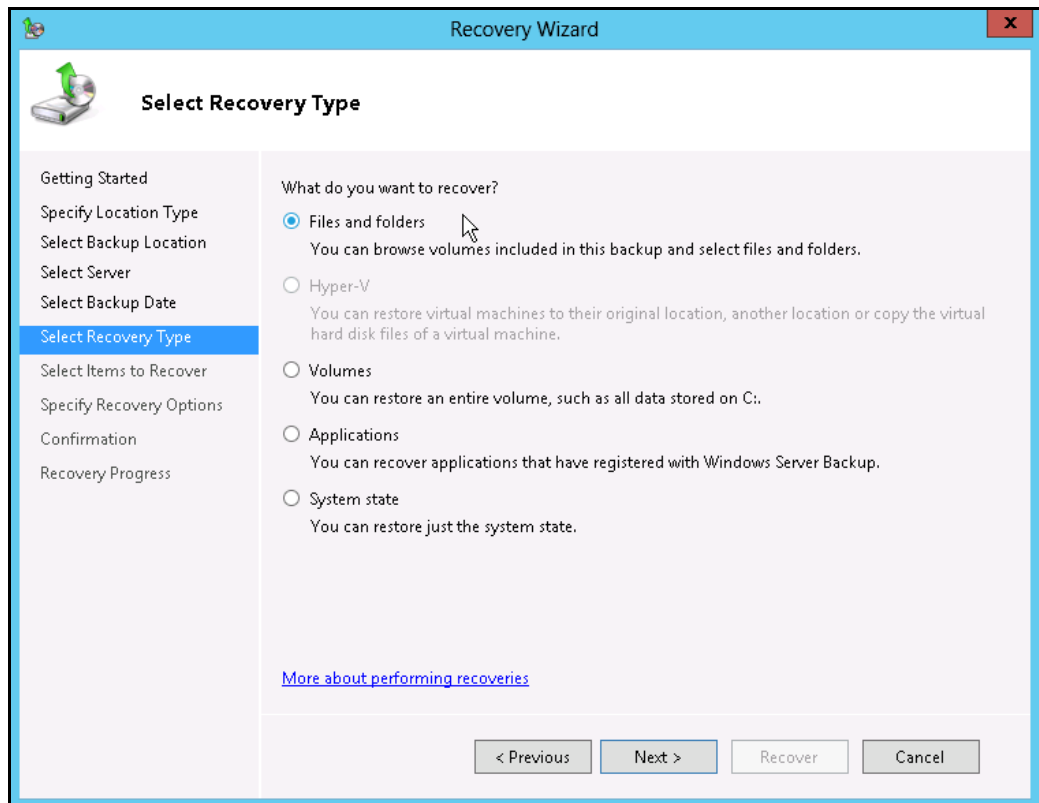 Recovery Wizard
x
Select Recovery Type
Getting Started
Specify Location Type
Select Backup Location
Select Server
Select Backup Date
Select Recovery Type
Select Items to Recover
Specify Recovery Options
Confirmation
Recovery Progress
What do you want to recover?
Files and folders
You can browse volumes included in this backup and select files and folders.
Hyper-V
You can restore virtual machines to their original location, another location or copy the virtual
hard disk files of a virtual machine.
Volumes
You can restore an entire volume, such as all data stored on C:.
Applications
You can recover applications that have registered with Windows Server Backup.
System state
You can restore just the system state.
More about performing recoveries
< Previous
Next >
Recover
Cancel